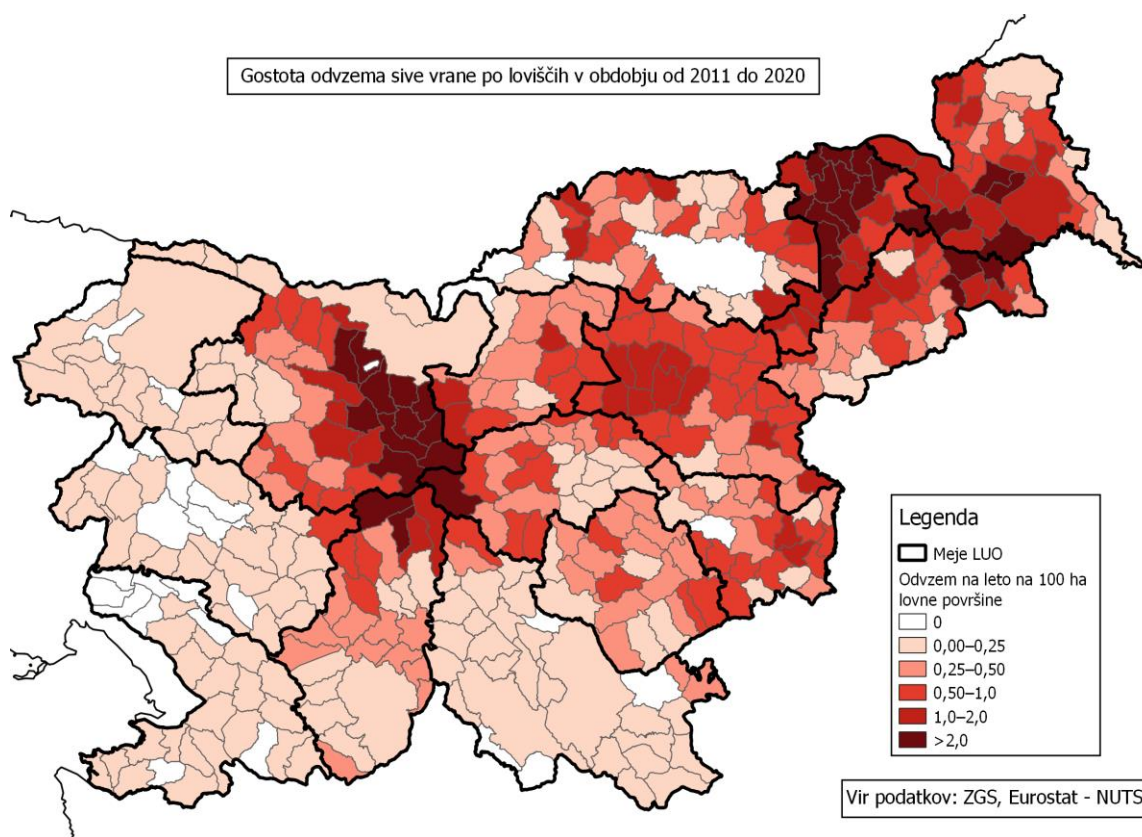 Gostota odvzema sive vrane po loviščih v obdobju od 2011 do 2020
Legenda
Meje LUO
Odvzem na leto na 100 ha
lovne površine
0
0,00–0,25
0,25–0,50
0,50–1,0
1,0–2,0
>2,0
Vir podatkov: ZGS, Eurostat - NUTS